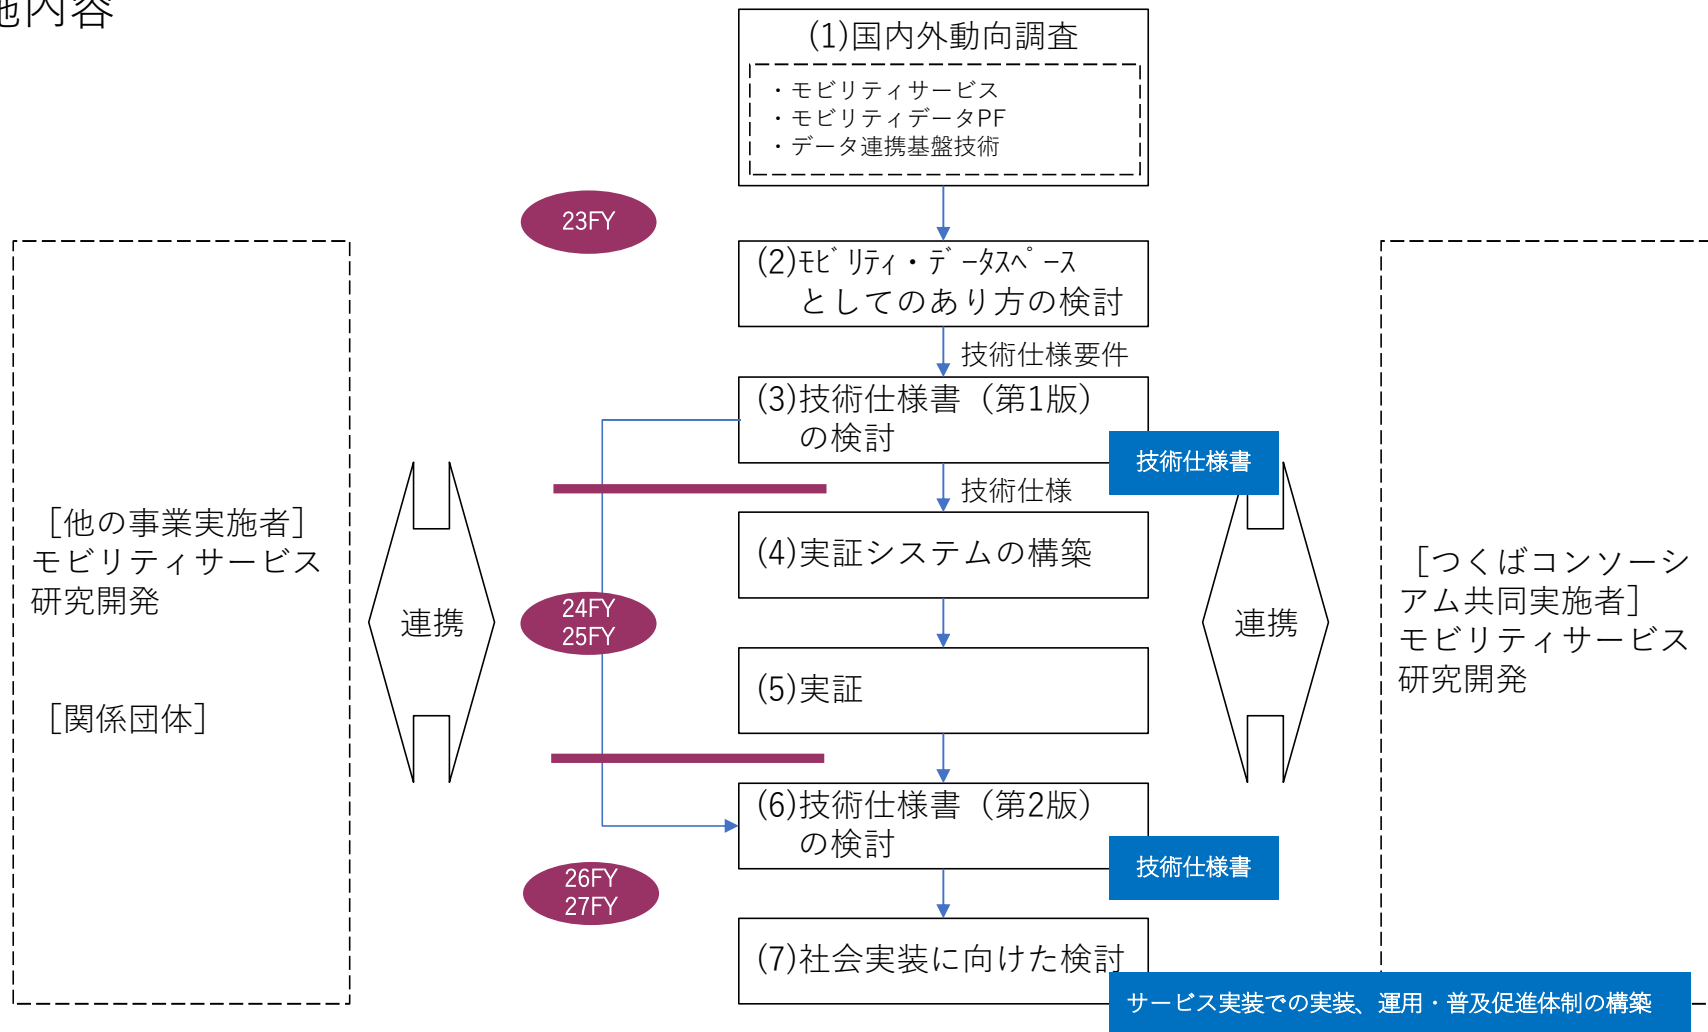 施内容
(1)国内外動向調査
・モビリティサービス
・モビリティデータPF
・データ連携基盤技術
23FY
(2)ﾓﾋﾞﾘﾃｨ・ﾃﾞｰﾀｽﾍﾟｰｽ
としてのあり方の検討
技術仕様要件
(3)技術仕様書（第1版）
の検討
技術仕様書
技術仕様
(4)実証システムの構築
24FY
25FY
(5)実証
(6)技術仕様書（第2版）
の検討
技術仕様書
26FY
27FY
(7)社会実装に向けた検討
サービス実装での実装、運用・普及促進体制の構築
［他の事業実施者］
モビリティサービス
研究開発
［関係団体］
連携
連携
［つくばコンソーシ
アム共同実施者］
モビリティサービス
研究開発